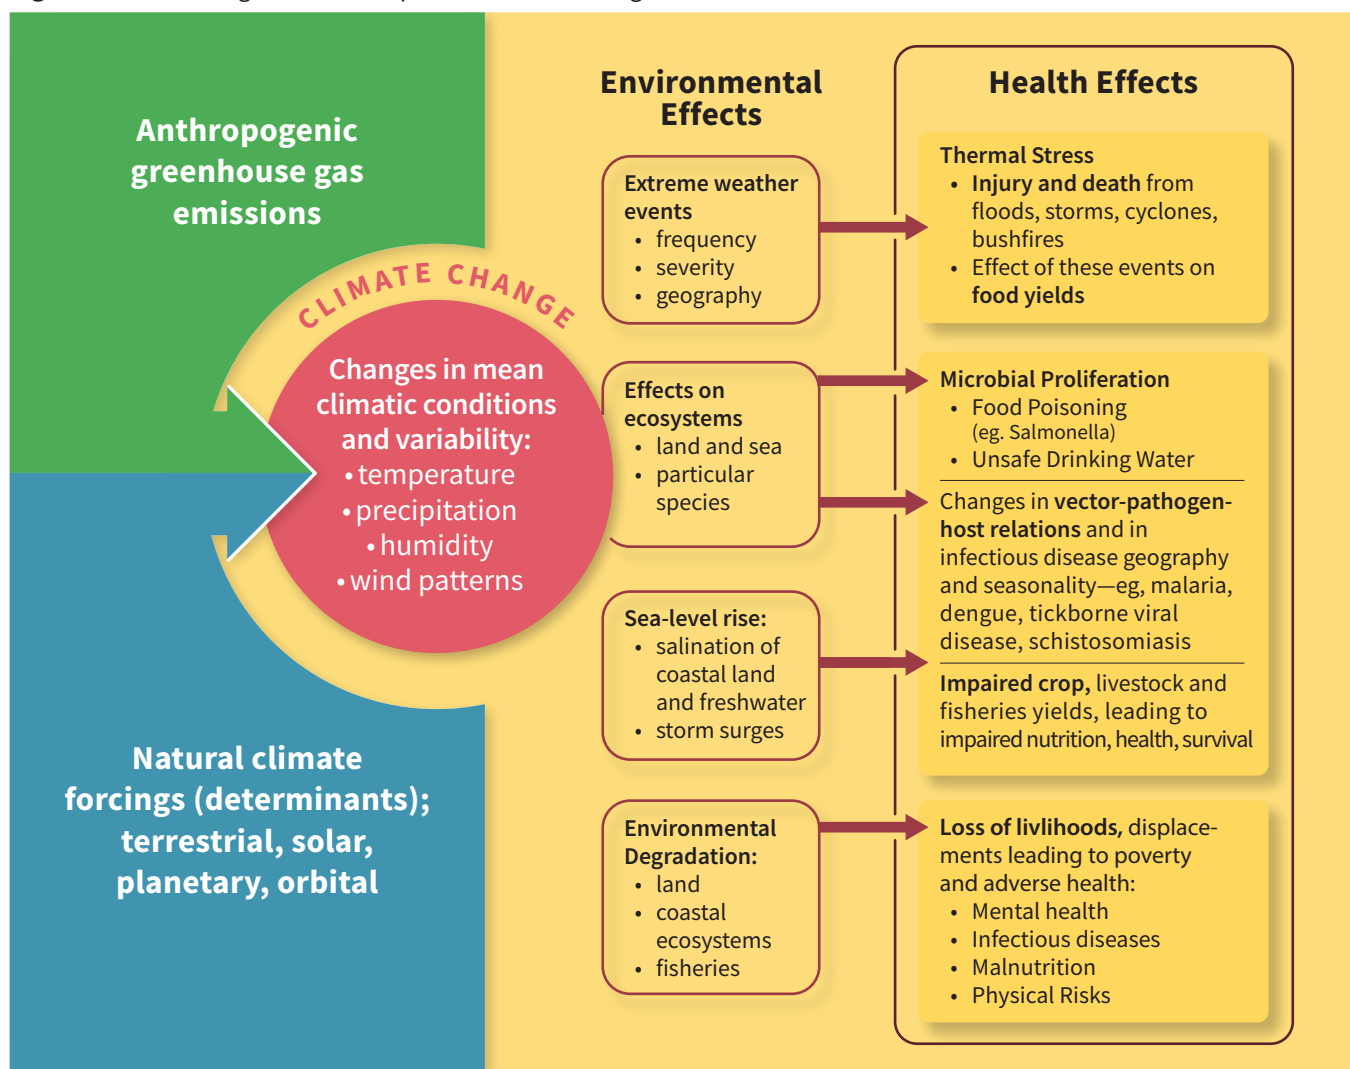 Anthropogenic
greenhouse gas
emissions
CLIMATE CHANGE
Changes in mean
climatic conditions
and variability:
• temperature
• precipitation
• humidity
• wind patterns
Natural climate
forcings (determinants);
terrestrial, solar,
planetary, orbital
Environmental
Effects
Extreme weather
events
• frequency
• severity
• geography
Effects on
ecosystems
• land and sea
• particular
species
Sea-level rise:
• salination of
coastal land
and freshwater
• storm surges
Environmental
Degradation:
• land
• coastal
ecosystems
• fisheries
Health Effects
Thermal Stress
• Injury and death from
floods, storms, cyclones,
bushfires
• Effect of these events on
food yields
Microbial Proliferation
• Food Poisoning
(eg. Salmonella)
• Unsafe Drinking Water
Changes in vector-pathogen-
host relations and in
infectious disease geography
and seasonality—eg, malaria,
dengue, tickborne viral
disease, schistosomiasis
Impaired crop, livestock and
fisheries yields, leading to
impaired nutrition, health, survival
Loss of livlihoods, displace-
ments leading to poverty
and adverse health:
• Mental health
• Infectious diseases
• Malnutrition
• Physical Risks